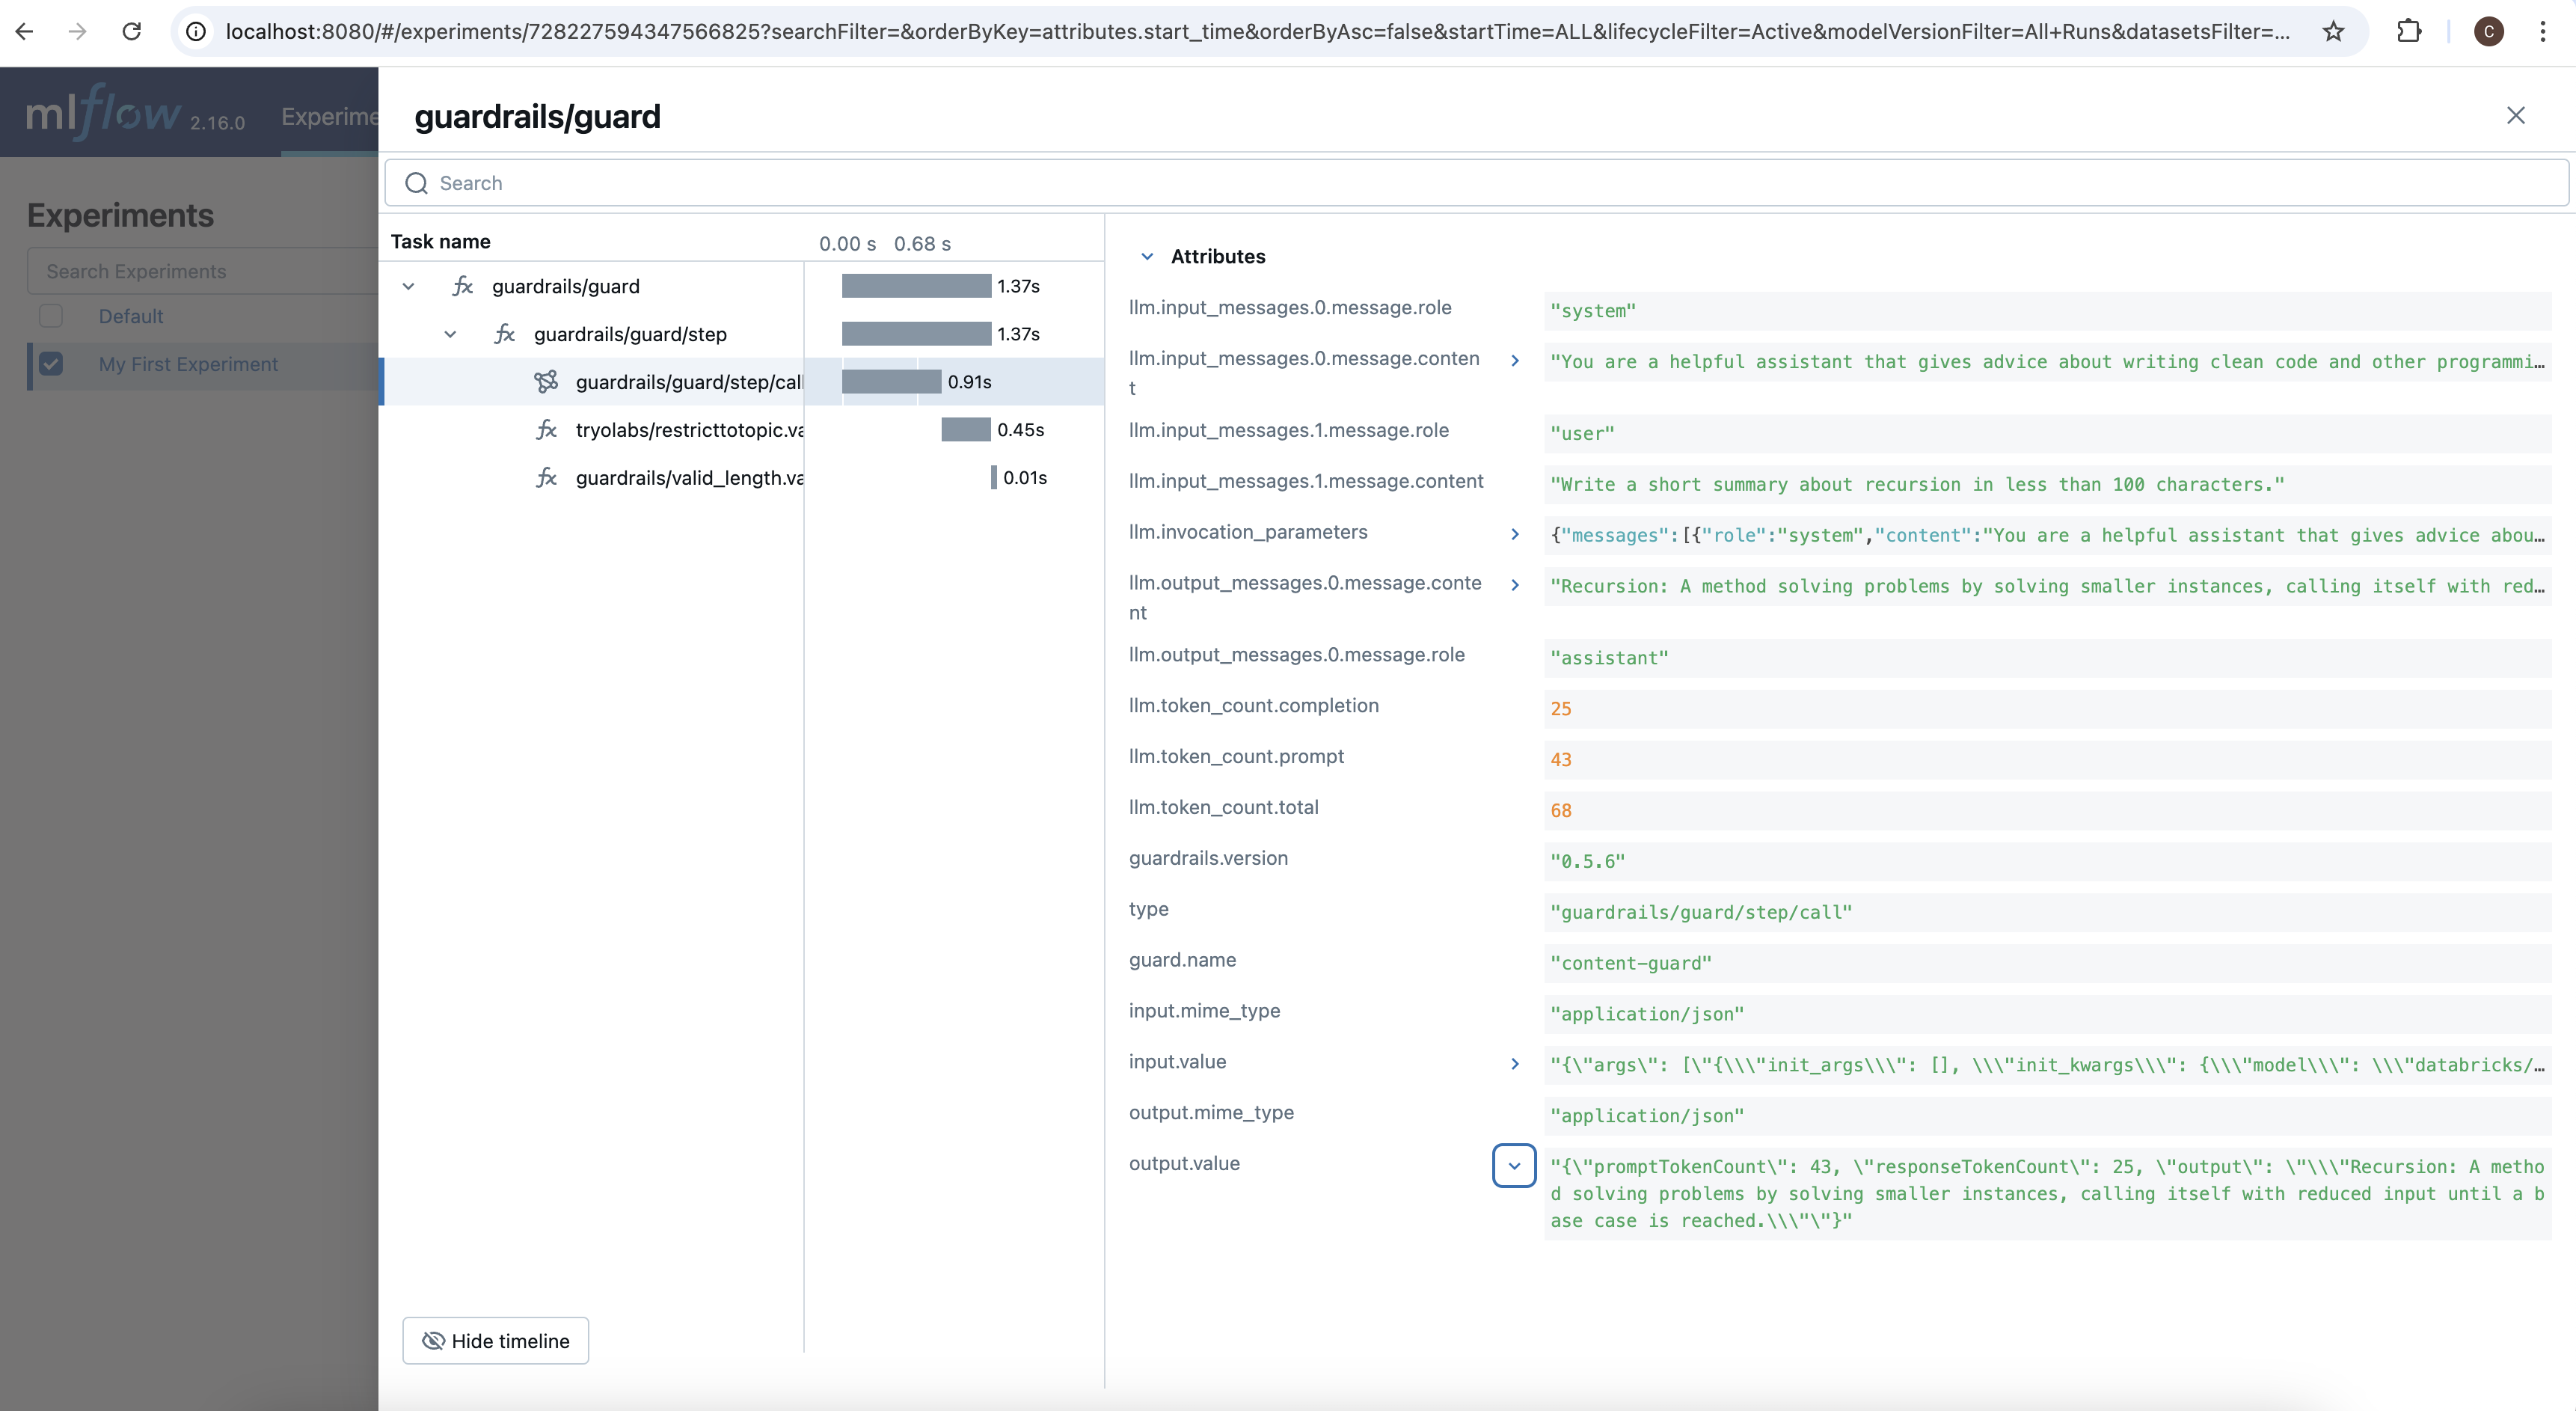 localhost:8080/#/experiments/728227594347566825?searchFilter=&orderByKey=attributes.start_time&orderByAsc=false&startTime=ALL&lifecycleFilter=Active&modelVersionFilter=All+Runs&datasetsFilter=...
C
mlflow 2.16.0 Experime
guardrails/guard
Search
Experiments
Search Experiments
Default
My First Experiment
Task name 0.00 s 0.68 s
guardrails/guard 1.37s
guardrails/guard/step 1.37s
guardrails/guard/step/call 0.91s
tryolabs/restricttotopic.va 0.45s
guardrails/valid_length.va 0.01s
Hide timeline
Attributes
llm.input_messages.0.message.role "system"
llm.input_messages.0.message.conten "You are a helpful assistant that gives advice about writing clean code and other programmi…
t
llm.input_messages.1.message.role "user"
llm.input_messages.1.message.content "Write a short summary about recursion in less than 100 characters."
llm.invocation_parameters {"messages":[{"role":"system","content":"You are a helpful assistant that gives advice abou…
llm.output_messages.0.message.conte "Recursion: A method solving problems by solving smaller instances, calling itself with red…
nt
llm.output_messages.0.message.role "assistant"
llm.token_count.completion 25
llm.token_count.prompt 43
llm.token_count.total 68
guardrails.version "0.5.6"
type "guardrails/guard/step/call"
guard.name "content-guard"
input.mime_type "application/json"
input.value "{\"args\": [\"{\\\"init_args\\\": [], \\\"init_kwargs\\\": {\\\"model\\\": \\\"databricks/…
output.mime_type "application/json"
output.value "{\"promptTokenCount\": 43, \"responseTokenCount\": 25, \"output\": \"\\\"Recursion: A metho
d solving problems by solving smaller instances, calling itself with reduced input until a b
ase case is reached.\\\"\"}"